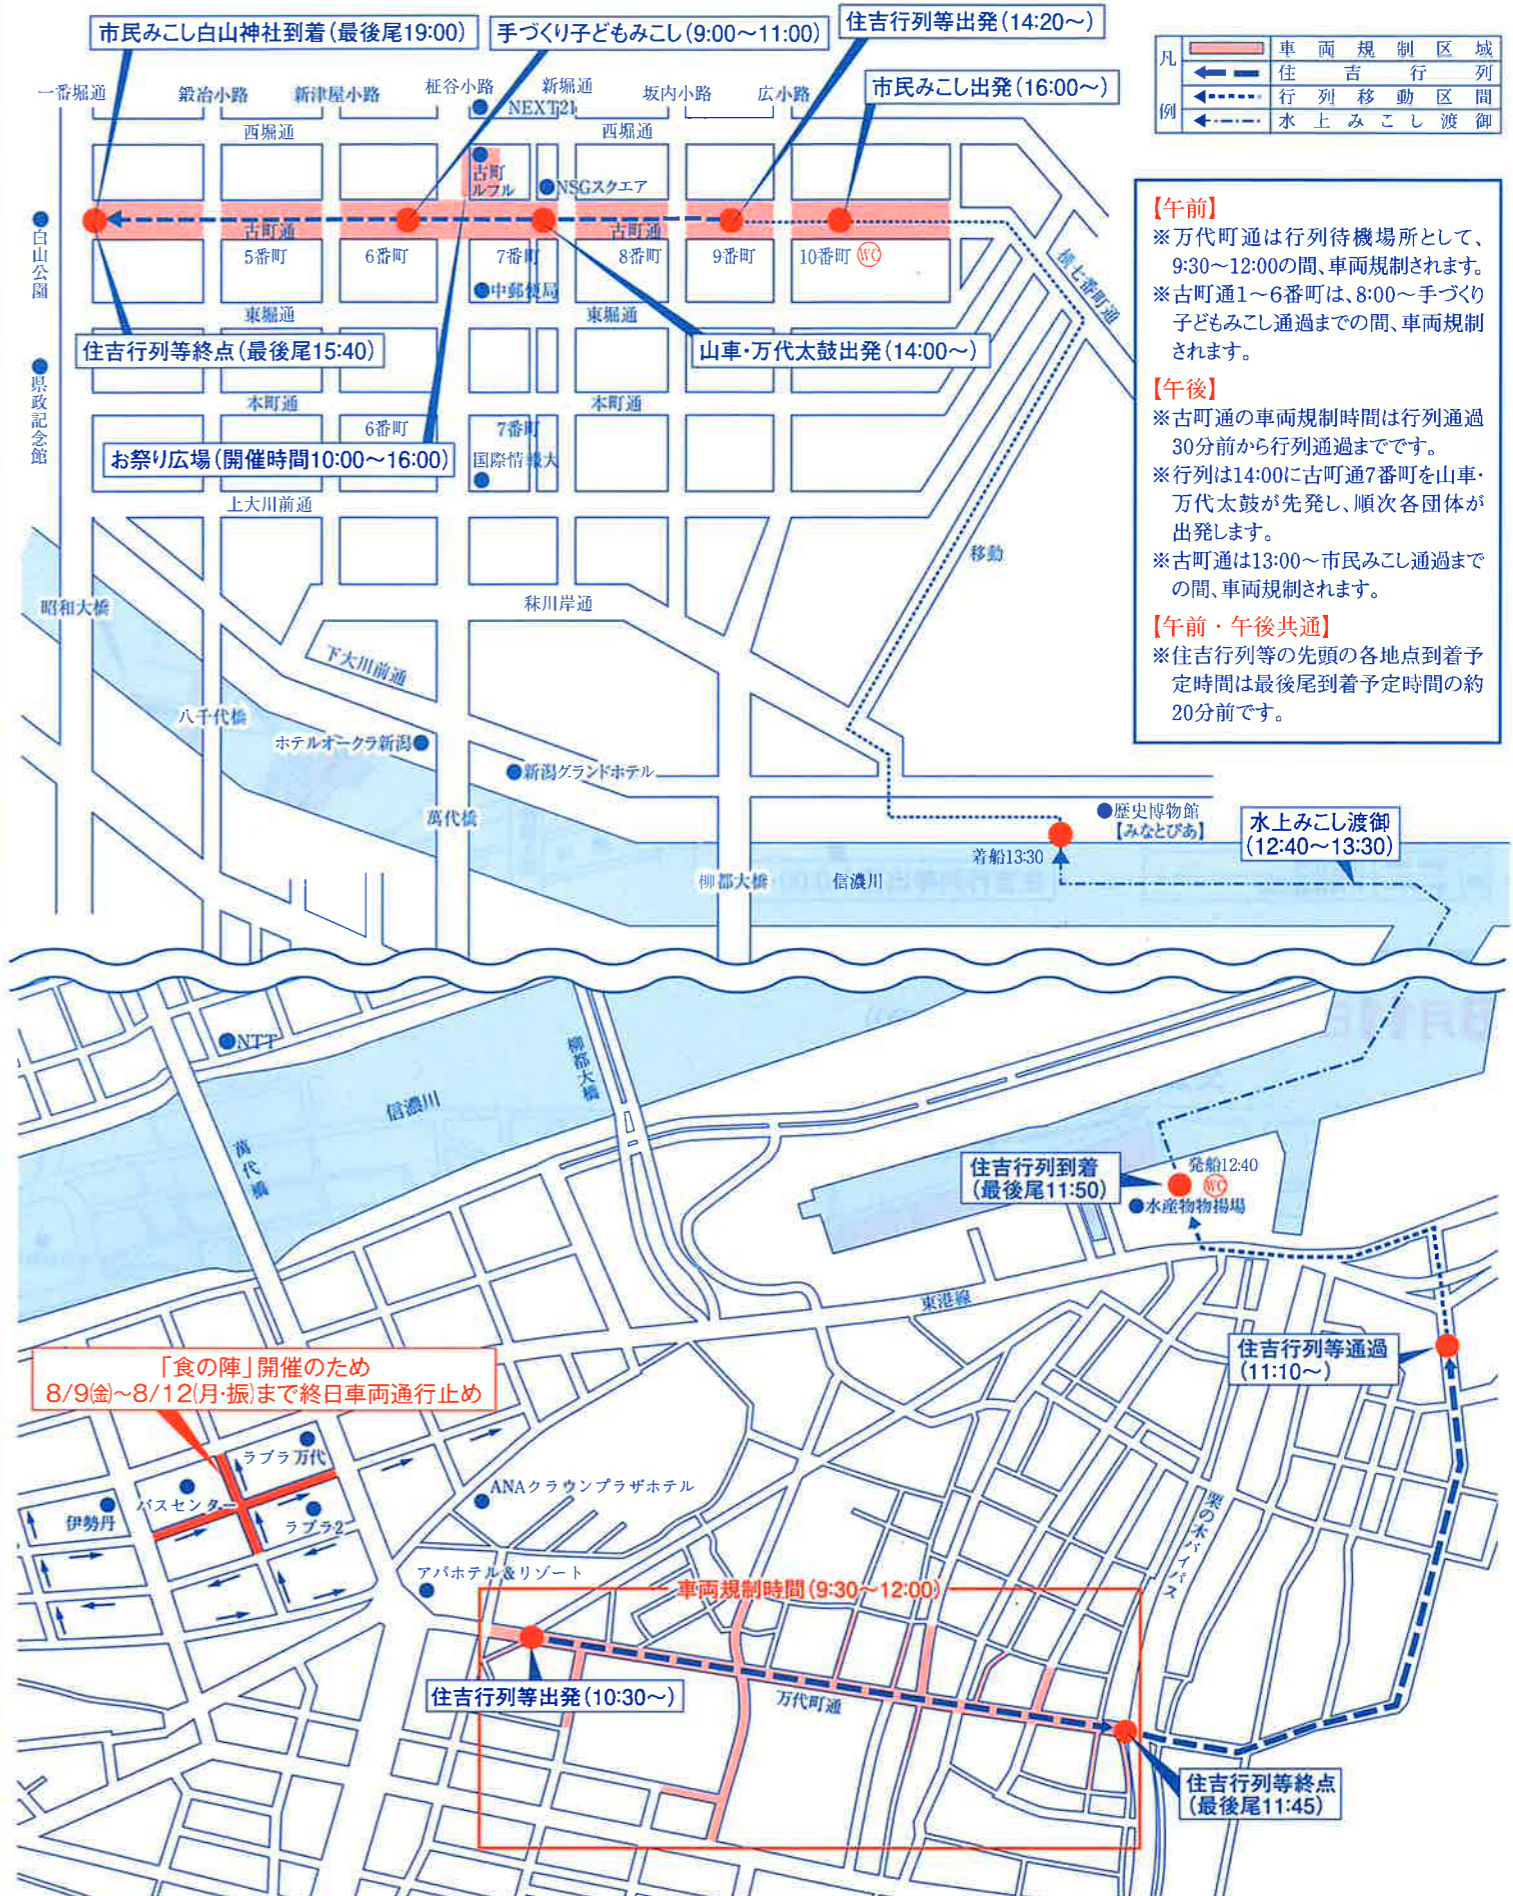 市民みこし白山神社到着(最後尾19:00)
手づくり子どもみこし(9:00～11:00)
住吉行列等出発(14:20～)
市民みこし出発(16:00～)
凡例
車両規制区域
住吉行列
行列移動区間
水上みこし渡御
一番堀通
鍛冶小路
新津屋小路
柾谷小路
新堀通
坂内小路
広小路
NEXT21
西堀通
西堀通
古町
ルフル
NSGスクエア
白山公園
古町通
古町通
5番町
6番町
7番町
8番町
9番町
10番町
WC
横七番町通
中郵便局
東堀通
東堀通
住吉行列等終点(最後尾15:40)
山車・万代太鼓出発(14:00～)
県政記念館
本町通
本町通
6番町
7番町
お祭り広場(開催時間10:00～16:00)
国際情報大
上大川前通
移動
昭和大橋
秣川岸通
下大川前通
八千代橋
ホテルオークラ新潟
新潟グランドホテル
萬代橋
歴史博物館
【みなとぴあ】
水上みこし渡御
(12:40～13:30)
着船13:30
柳都大橋
信濃川
【午前】
※万代町通は行列待機場所として、
9:30～12:00の間、車両規制されます。
※古町通1～6番町は、8:00～手づくり
子どもみこし通過までの間、車両規制
されます。
【午後】
※古町通の車両規制時間は行列通過
30分前から行列通過までです。
※行列は14:00に古町通7番町を山車・
万代太鼓が先発し、順次各団体が
出発します。
※古町通は13:00～市民みこし通過まで
の間、車両規制されます。
【午前・午後共通】
※住吉行列等の先頭の各地点到着予
定時間は最後尾到着予定時間の約
20分前です。
NTT
柳都大橋
信濃川
萬代橋
住吉行列到着
(最後尾11:50)
発船12:40
WC
水産物物揚場
東港線
住吉行列等通過
(11:10～)
「食の陣」開催のため
8/9㈮～8/12(月・振)まで終日車両通行止め
ラブラ万代
バスセンター
伊勢丹
ラブラ2
ANAクラウンプラザホテル
アパホテル&リゾート
栗の木バイパス
車両規制時間(9:30～12:00)
住吉行列等出発(10:30～)
万代町通
住吉行列等終点
(最後尾11:45)